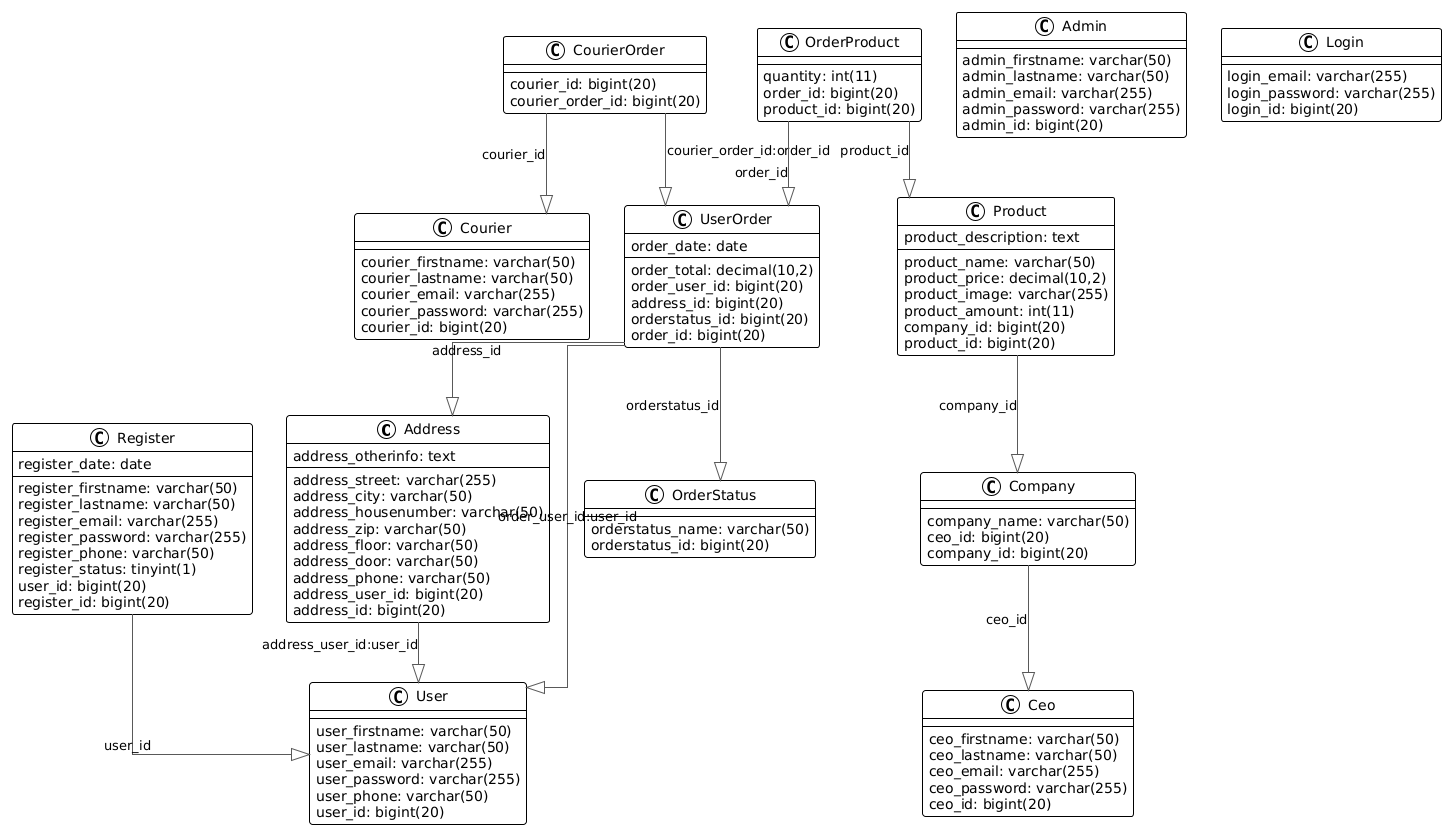 C CourierOrder
courier_id: bigint(20)
courier_order_id: bigint(20)
C OrderProduct
quantity: int(11)
order_id: bigint(20)
product_id: bigint(20)
C Admin
admin_firstname: varchar(50)
admin_lastname: varchar(50)
admin_email: varchar(255)
admin_password: varchar(255)
admin_id: bigint(20)
C Login
login_email: varchar(255)
login_password: varchar(255)
login_id: bigint(20)
courier_id
courier_order_id:order_id
order_id
product_id
C Courier
courier_firstname: varchar(50)
courier_lastname: varchar(50)
courier_email: varchar(255)
courier_password: varchar(255)
courier_id: bigint(20)
C UserOrder
order_date: date
order_total: decimal(10,2)
order_user_id: bigint(20)
address_id: bigint(20)
orderstatus_id: bigint(20)
order_id: bigint(20)
C Product
product_description: text
product_name: varchar(50)
product_price: decimal(10,2)
product_image: varchar(255)
product_amount: int(11)
company_id: bigint(20)
product_id: bigint(20)
address_id
orderstatus_id
company_id
C Register
register_date: date
register_firstname: varchar(50)
register_lastname: varchar(50)
register_email: varchar(255)
register_password: varchar(255)
register_phone: varchar(50)
register_status: tinyint(1)
user_id: bigint(20)
register_id: bigint(20)
C Address
address_otherinfo: text
address_street: varchar(255)
address_city: varchar(50)
address_housenumber: varchar(50)
address_zip: varchar(50)
address_floor: varchar(50)
address_door: varchar(50)
address_phone: varchar(50)
address_user_id: bigint(20)
address_id: bigint(20)
order_user_id:user_id
C OrderStatus
orderstatus_name: varchar(50)
orderstatus_id: bigint(20)
C Company
company_name: varchar(50)
ceo_id: bigint(20)
company_id: bigint(20)
address_user_id:user_id
ceo_id
user_id
C User
user_firstname: varchar(50)
user_lastname: varchar(50)
user_email: varchar(255)
user_password: varchar(255)
user_phone: varchar(50)
user_id: bigint(20)
C Ceo
ceo_firstname: varchar(50)
ceo_lastname: varchar(50)
ceo_email: varchar(255)
ceo_password: varchar(255)
ceo_id: bigint(20)